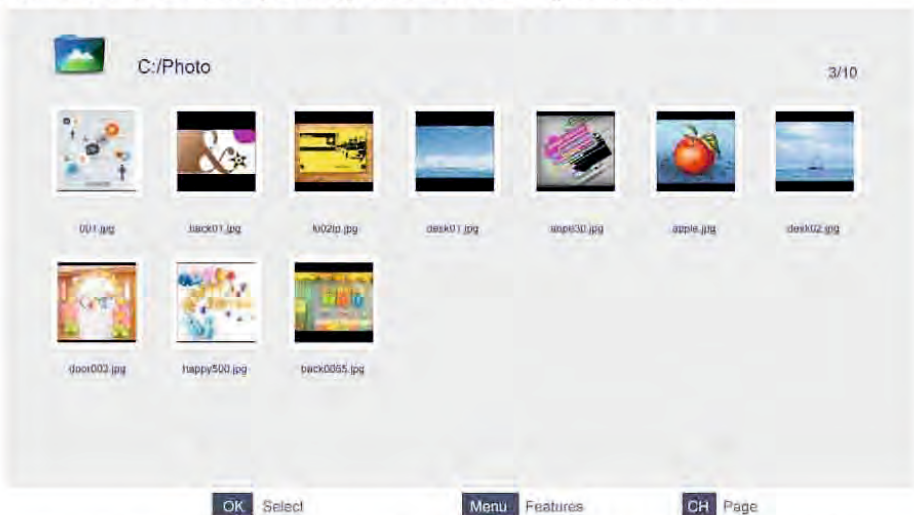 C:/Photo
3/10
001.jpg
back01.jpg
desk01.jpg
apple.jpg
desk02.jpg
door003.jpg
happy500.jpg
back0065.jpg
OK Select
Menu Features
CH Page